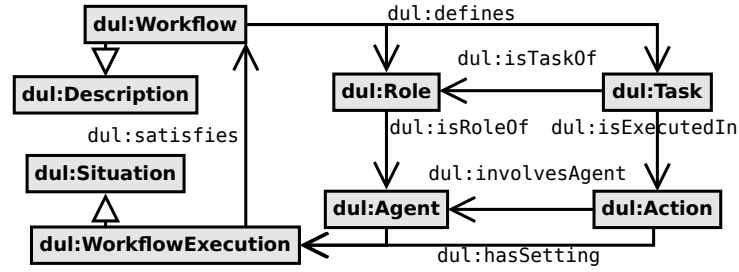 dul:Workflow
dul:defines
dul:isTaskOf
dul:Description
dul:Role
dul:Task
dul:satisfies
dul:isRoleOf
dul:isExecutedIn
dul:Situation
dul:involvesAgent
dul:Agent
dul:Action
dul:WorkflowExecution
dul:hasSetting